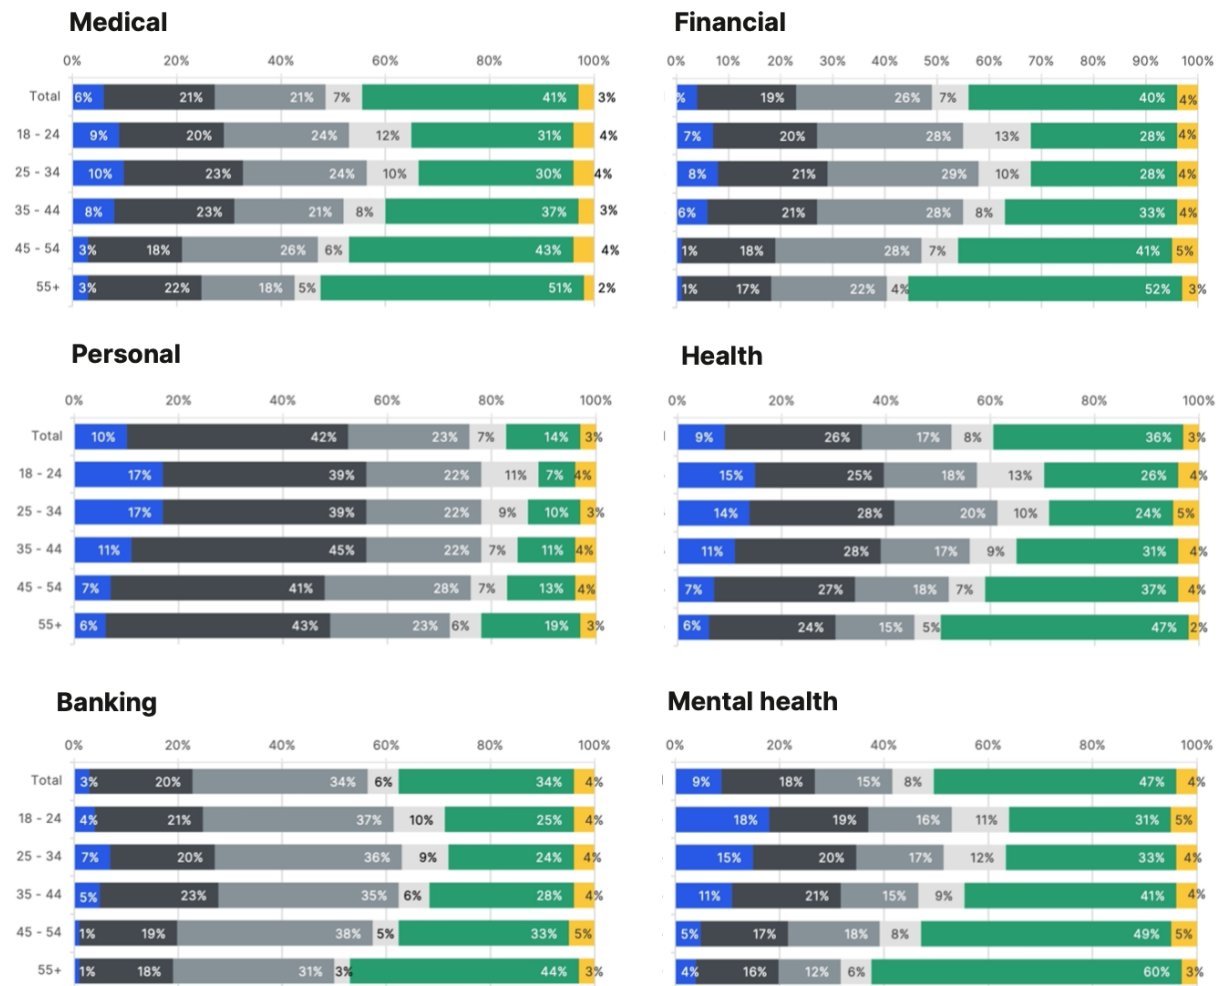 Medical
0% 20% 40% 60% 80% 100%
Total 6% 21% 21% 7% 41% 3%
18 - 24 9% 20% 24% 12% 31% 4%
25 - 34 10% 23% 24% 10% 30% 4%
35 - 44 8% 23% 21% 8% 37% 3%
45 - 54 3% 18% 26% 6% 43% 4%
55+ 3% 22% 18% 5% 51% 2%
Financial
0% 10% 20% 30% 40% 50% 60% 70% 80% 90% 100%
% 19% 26% 7% 40% 4%
7% 20% 28% 13% 28% 4%
8% 21% 29% 10% 28% 4%
6% 21% 28% 8% 33% 4%
1% 18% 28% 7% 41% 5%
1% 17% 22% 4% 52% 3%
Personal
0% 20% 40% 60% 80% 100%
Total 10% 42% 23% 7% 14% 3%
18 - 24 17% 39% 22% 11% 7% 4%
25 - 34 17% 39% 22% 9% 10% 3%
35 - 44 11% 45% 22% 7% 11% 4%
45 - 54 7% 41% 28% 7% 13% 4%
55+ 6% 43% 23% 6% 19% 3%
Health
0% 20% 40% 60% 80% 100%
9% 26% 17% 8% 36% 3%
15% 25% 18% 13% 26% 4%
14% 28% 20% 10% 24% 5%
11% 28% 17% 9% 31% 4%
7% 27% 18% 7% 37% 4%
6% 24% 15% 5% 47% 2%
Banking
0% 20% 40% 60% 80% 100%
Total 3% 20% 34% 6% 34% 4%
18 - 24 4% 21% 37% 10% 25% 4%
25 - 34 7% 20% 36% 9% 24% 4%
35 - 44 5% 23% 35% 6% 28% 4%
45 - 54 1% 19% 38% 5% 33% 5%
55+ 1% 18% 31% 3% 44% 3%
Mental health
0% 20% 40% 60% 80% 100%
9% 18% 15% 8% 47% 4%
18% 19% 16% 11% 31% 5%
15% 20% 17% 12% 33% 4%
11% 21% 15% 9% 41% 4%
5% 17% 18% 8% 49% 5%
4% 16% 12% 6% 60% 3%